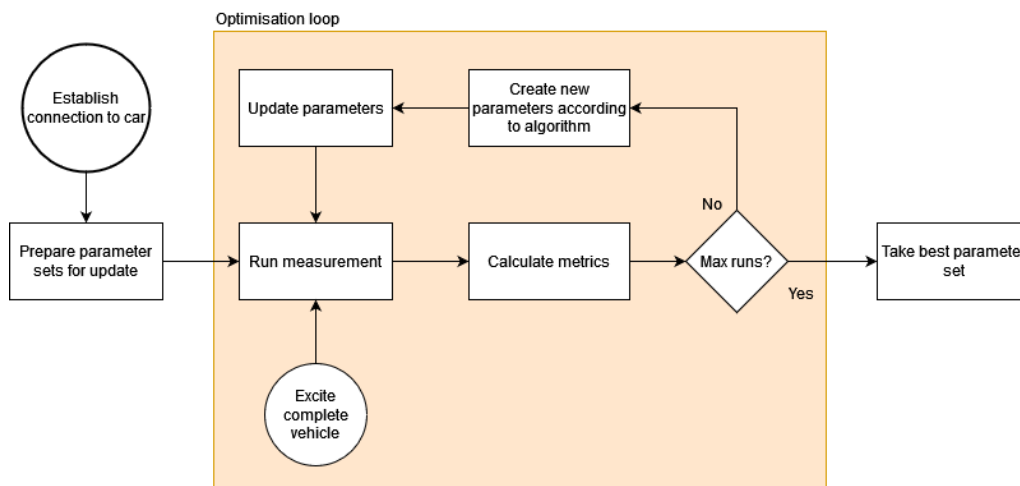 Optimisation loop
Establish
connection to car
Update parameters
Create new
parameters according
to algorithm
No
Prepare parameter
sets for update
Run measurement
Calculate metrics
Max runs?
Yes
Take best parameter
set
Excite
complete
vehicle